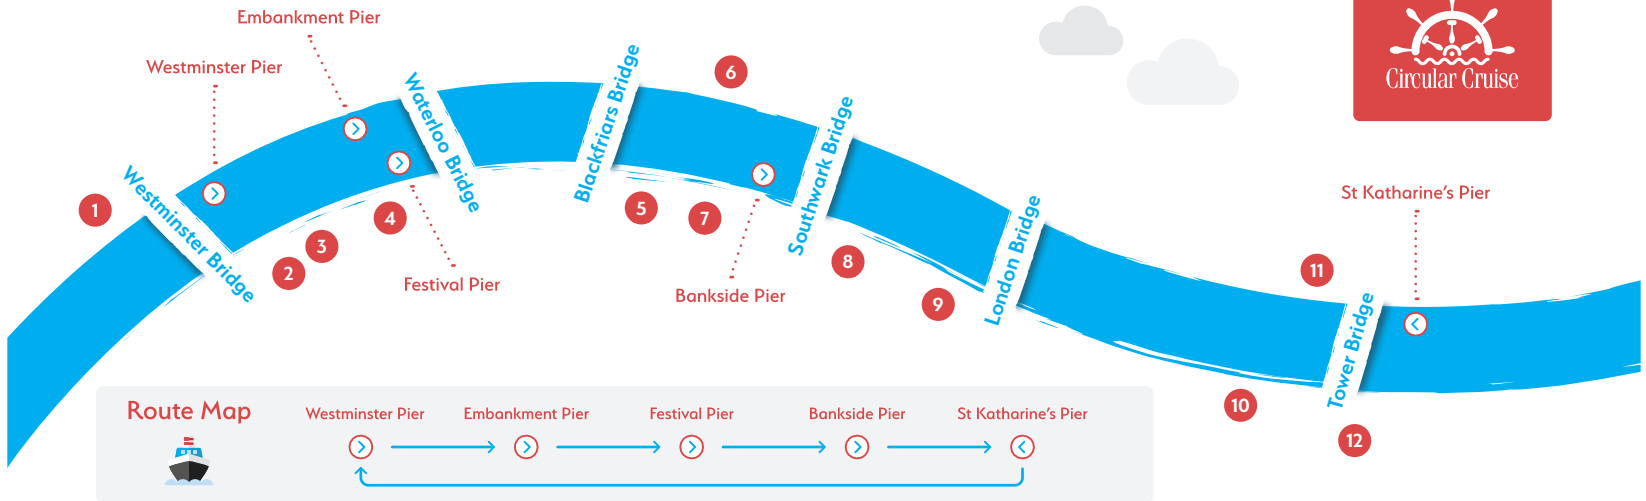 Embankment Pier
Westminster Pier
Circular Cruise
Waterloo Bridge
Blackfriars Bridge
6
Southwark Bridge
Westminster Bridge
1
4
5
7
3
2
8
St Katharine's Pier
London Bridge
Festival Pier
Bankside Pier
9
11
Tower Bridge
10
12
Route Map
Westminster Pier
Embankment Pier
Festival Pier
Bankside Pier
St Katharine's Pier